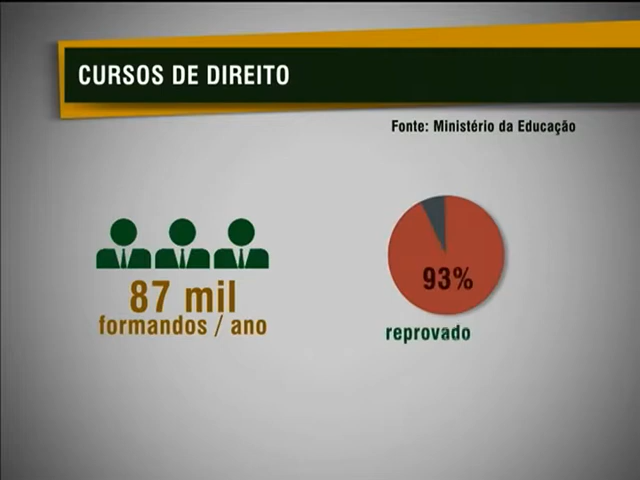 CURSOS DE DIREITO
Fonte: Ministério da Educação
87 mil
formandos / ano
93%
reprovado